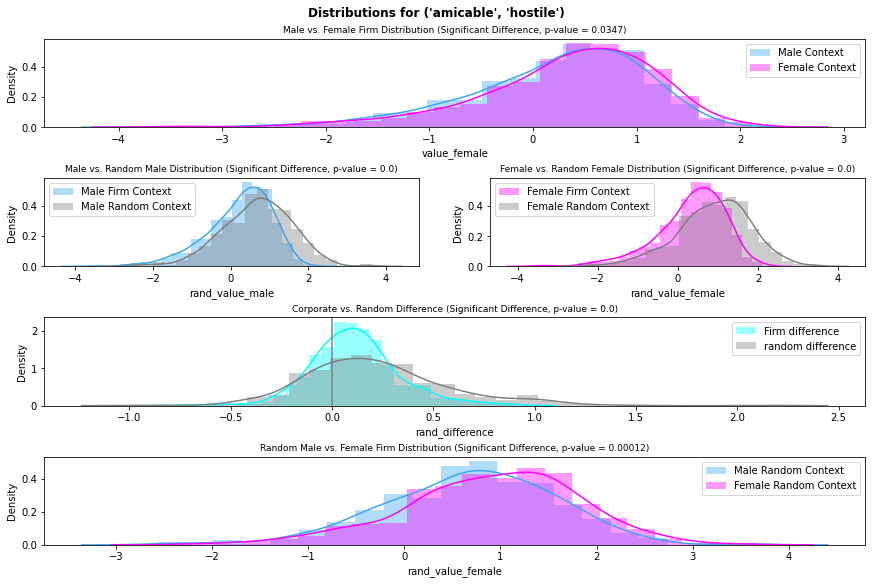 Distributions for ('amicable', 'hostile')
Male vs. Female Firm Distribution (Significant Difference, p-value = 0.0347)
Density
0.4
0.2
0.0
Male Context
Female Context
−4 −3 −2 −1 0 1 2 3
value_female
Male vs. Random Male Distribution (Significant Difference, p-value = 0.0)
Density
0.4
0.2
0.0
Male Firm Context
Male Random Context
−4 −2 0 2 4
rand_value_male
Female vs. Random Female Distribution (Significant Difference, p-value = 0.0)
Density
0.4
0.2
0.0
Female Firm Context
Female Random Context
−4 −2 0 2 4
rand_value_female
Corporate vs. Random Difference (Significant Difference, p-value = 0.0)
Density
2
1
0
Firm difference
random difference
−1.0 −0.5 0.0 0.5 1.0 1.5 2.0 2.5
rand_difference
Random Male vs. Female Firm Distribution (Significant Difference, p-value = 0.00012)
Density
0.4
0.2
0.0
Male Random Context
Female Random Context
−3 −2 −1 0 1 2 3 4
rand_value_female